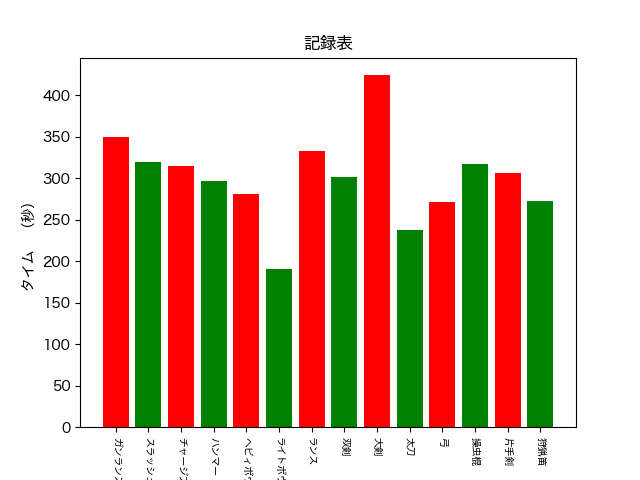 記録表
タイム (秒)
400
350
300
250
200
150
100
50
0
ガンランス
スラッシュ
チャージア
ハンマー
ヘビィボウ
ライトボウ
ランス
双剣
大剣
太刀
弓
操虫棍
片手剣
狩猟笛